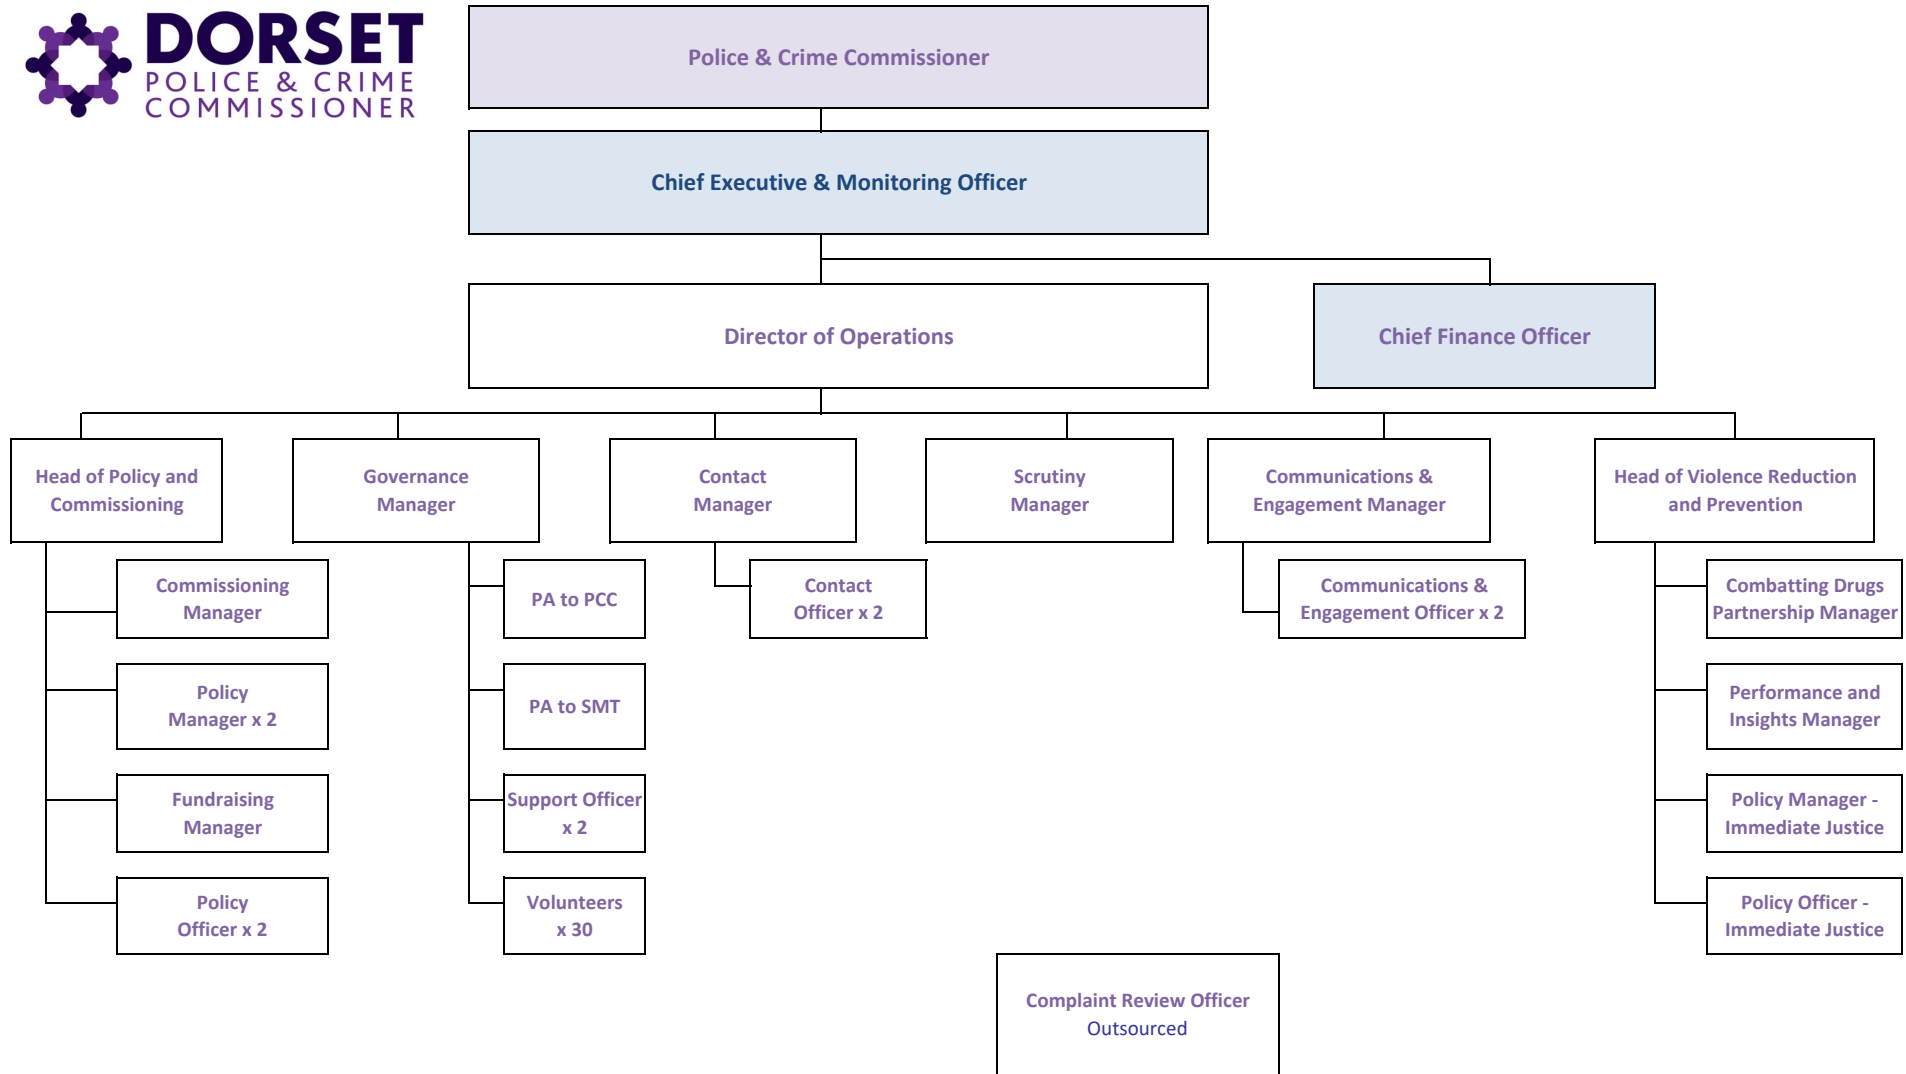 DORSET
POLICE & CRIME
COMMISSIONER
Police & Crime Commissioner
Chief Executive & Monitoring Officer
Director of Operations
Chief Finance Officer
Head of Policy and
Commissioning
Governance
Manager
Contact
Manager
Scrutiny
Manager
Communications &
Engagement Manager
Head of Violence Reduction
and Prevention
Commissioning
Manager
Policy
Manager x 2
Fundraising
Manager
Policy
Officer x 2
PA to PCC
PA to SMT
Support Officer
x 2
Volunteers
x 30
Contact
Officer x 2
Communications &
Engagement Officer x 2
Combatting Drugs
Partnership Manager
Performance and
Insights Manager
Policy Manager -
Immediate Justice
Policy Officer -
Immediate Justice
Complaint Review Officer
Outsourced